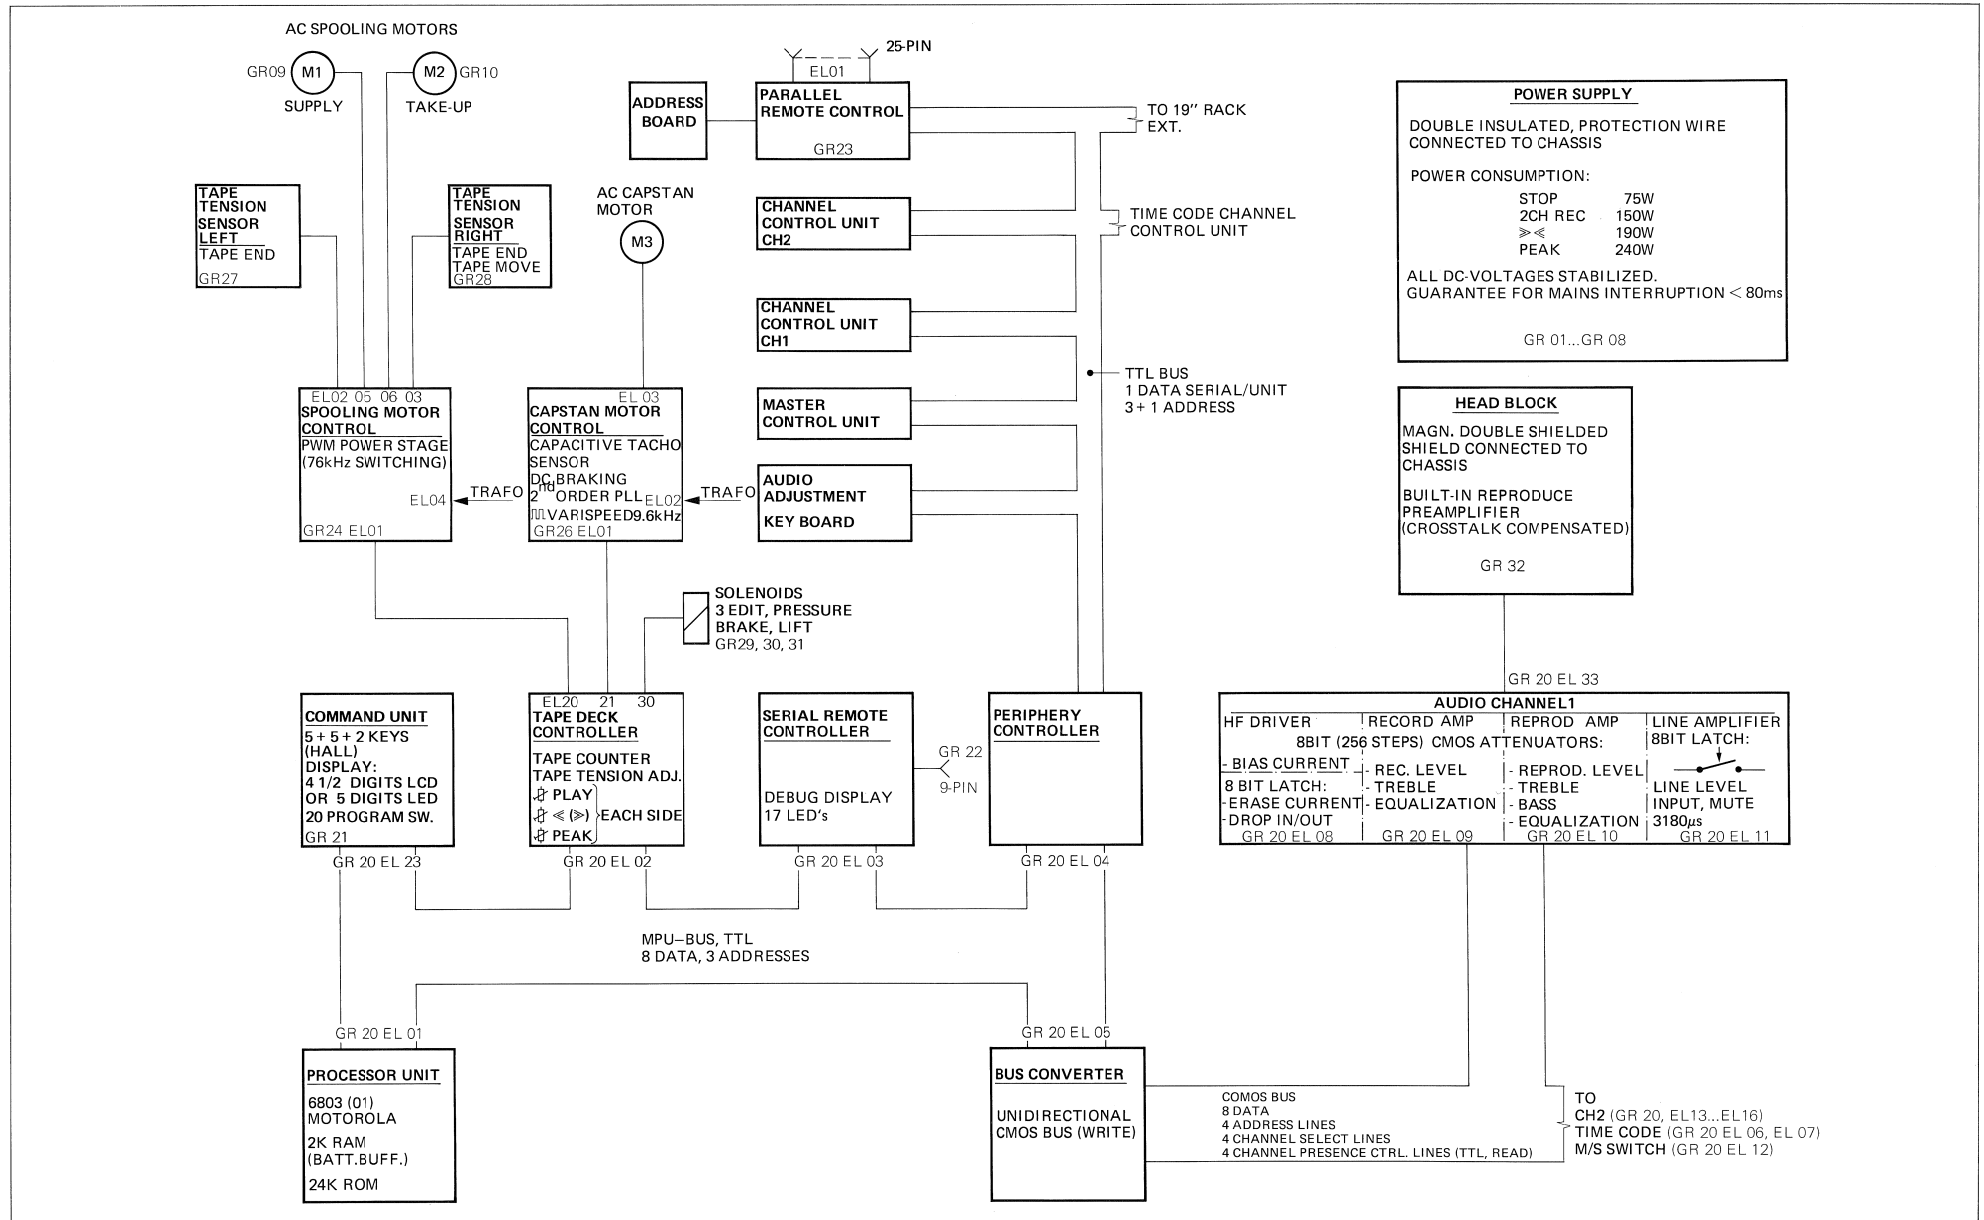 AC SPOOLING MOTORS
GR09
M1
SUPPLY
M2
GR10
TAKE-UP
TAPE
TENSION
SENSOR
LEFT
TAPE END
GR27
TAPE
TENSION
SENSOR
RIGHT
TAPE END
TAPE MOVE
GR28
AC CAPSTAN
MOTOR
M3
ADDRESS
BOARD
25-PIN
EL01
PARALLEL
REMOTE CONTROL
GR23
TO 19" RACK
EXT.
CHANNEL
CONTROL UNIT
CH2
TIME CODE CHANNEL
CONTROL UNIT
CHANNEL
CONTROL UNIT
CH1
TTL BUS
1 DATA SERIAL/UNIT
3 + 1 ADDRESS
MASTER
CONTROL UNIT
AUDIO
ADJUSTMENT
KEY BOARD
EL02 05 06 03
SPOOLING MOTOR
CONTROL
PWM POWER STAGE
(76kHz SWITCHING)
EL04
GR24 EL01
TRAFO
EL 03
CAPSTAN MOTOR
CONTROL
CAPACITIVE TACHO
SENSOR
DC BRAKING
2nd ORDER PLL EL02
VARISPEED 9.6kHz
GR26 EL01
TRAFO
SOLENOIDS
3 EDIT, PRESSURE
BRAKE, LIFT
GR29, 30, 31
POWER SUPPLY
DOUBLE INSULATED, PROTECTION WIRE
CONNECTED TO CHASSIS
POWER CONSUMPTION:
STOP 75W
2CH REC 150W
⪢⪡ 190W
PEAK 240W
ALL DC-VOLTAGES STABILIZED.
GUARANTEE FOR MAINS INTERRUPTION < 80ms
GR 01...GR 08
HEAD BLOCK
MAGN. DOUBLE SHIELDED
SHIELD CONNECTED TO
CHASSIS
BUILT-IN REPRODUCE
PREAMPLIFIER
(CROSSTALK COMPENSATED)
GR 32
COMMAND UNIT
5 + 5 + 2 KEYS
(HALL)
DISPLAY:
4 1/2 DIGITS LCD
OR 5 DIGITS LED
20 PROGRAM SW.
GR 21
GR 20 EL 23
EL20 21 30
TAPE DECK
CONTROLLER
TAPE COUNTER
TAPE TENSION ADJ.
PLAY
≪ (≫) EACH SIDE
PEAK
GR 20 EL 02
SERIAL REMOTE
CONTROLLER
DEBUG DISPLAY
17 LED's
GR 20 EL 03
GR 22
9-PIN
PERIPHERY
CONTROLLER
GR 20 EL 04
GR 20 EL 33
AUDIO CHANNEL1
HF DRIVER
RECORD AMP
REPROD AMP
LINE AMPLIFIER
8BIT (256 STEPS) CMOS ATTENUATORS:
- BIAS CURRENT
8 BIT LATCH:
- ERASE CURRENT
- DROP IN/OUT
GR 20 EL 08
- REC. LEVEL
- TREBLE
- EQUALIZATION
GR 20 EL 09
- REPROD. LEVEL
- TREBLE
- BASS
- EQUALIZATION
GR 20 EL 10
8BIT LATCH:
LINE LEVEL
INPUT, MUTE
3180µs
GR 20 EL 11
MPU–BUS, TTL
8 DATA, 3 ADDRESSES
GR 20 EL 01
PROCESSOR UNIT
6803 (01)
MOTOROLA
2K RAM
(BATT.BUFF.)
24K ROM
GR 20 EL 05
BUS CONVERTER
UNIDIRECTIONAL
CMOS BUS (WRITE)
COMOS BUS
8 DATA
4 ADDRESS LINES
4 CHANNEL SELECT LINES
4 CHANNEL PRESENCE CTRL. LINES (TTL, READ)
TO
CH2 (GR 20, EL13...EL16)
TIME CODE (GR 20 EL 06, EL 07)
M/S SWITCH (GR 20 EL 12)